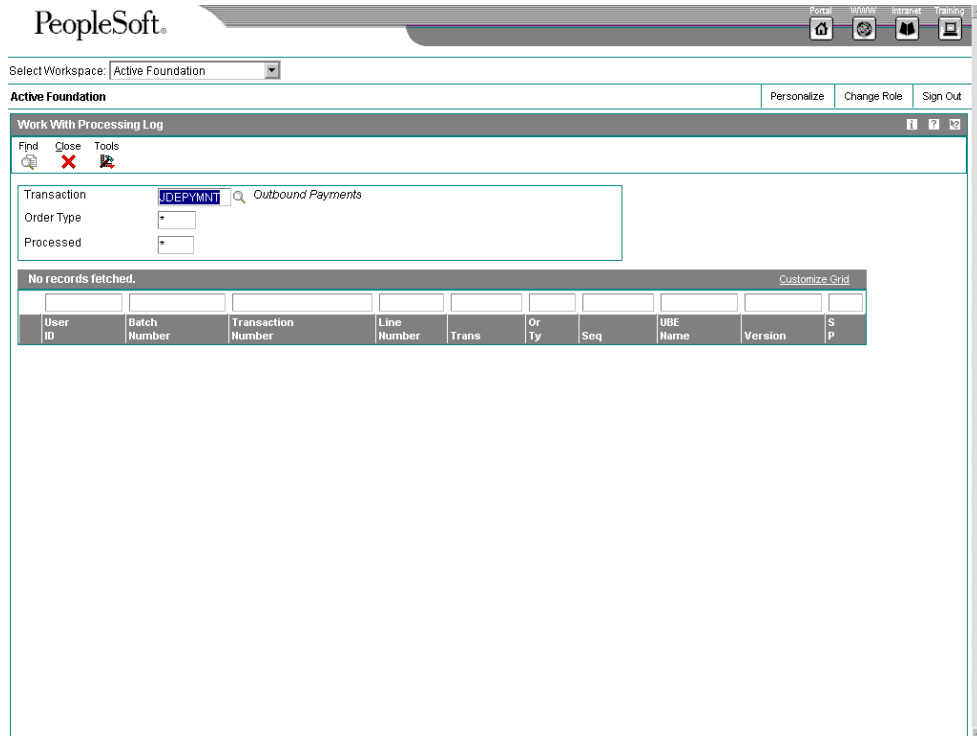 PeopleSoft®
Portal WWW Intranet Training
Select Workspace: Active Foundation
Active Foundation Personalize Change Role Sign Out
Work With Processing Log i ? ?
Find Close Tools
Transaction JDEPYMNT Outbound Payments
Order Type *
Processed *
No records fetched. Customize Grid
User ID Batch Number Transaction Number Line Number Trans Or Ty Seq UBE Name Version S P